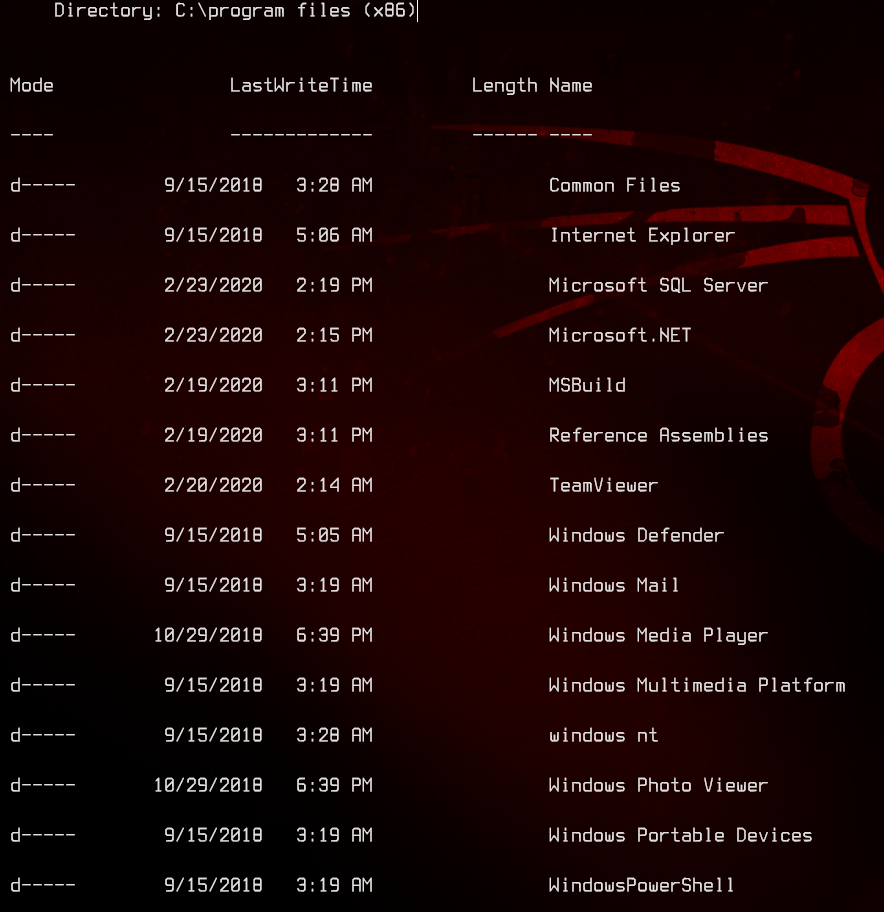 Directory: C:\program files (x86)
Mode LastWriteTime Length Name
---- ------------- ------ ----
d----- 9/15/2018 3:28 AM Common Files
d----- 9/15/2018 5:06 AM Internet Explorer
d----- 2/23/2020 2:19 PM Microsoft SQL Server
d----- 2/23/2020 2:15 PM Microsoft.NET
d----- 2/19/2020 3:11 PM MSBuild
d----- 2/19/2020 3:11 PM Reference Assemblies
d----- 2/20/2020 2:14 AM TeamViewer
d----- 9/15/2018 5:05 AM Windows Defender
d----- 9/15/2018 3:19 AM Windows Mail
d----- 10/29/2018 6:39 PM Windows Media Player
d----- 9/15/2018 3:19 AM Windows Multimedia Platform
d----- 9/15/2018 3:28 AM windows nt
d----- 10/29/2018 6:39 PM Windows Photo Viewer
d----- 9/15/2018 3:19 AM Windows Portable Devices
d----- 9/15/2018 3:19 AM WindowsPowerShell